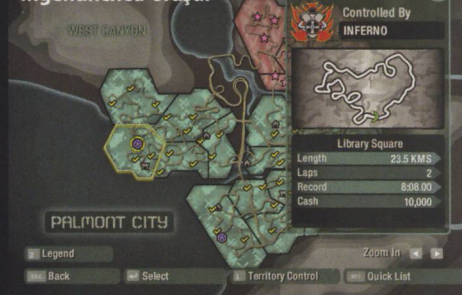 WEST CANYON
Controlled By
INFERNO
Library Square
Length 23.5 KMS
Laps 2
Record 8:08.00
Cash 10,000
PALMONT CITY
Legend
Zoom In
Back
Select
Territory Control
Quick List